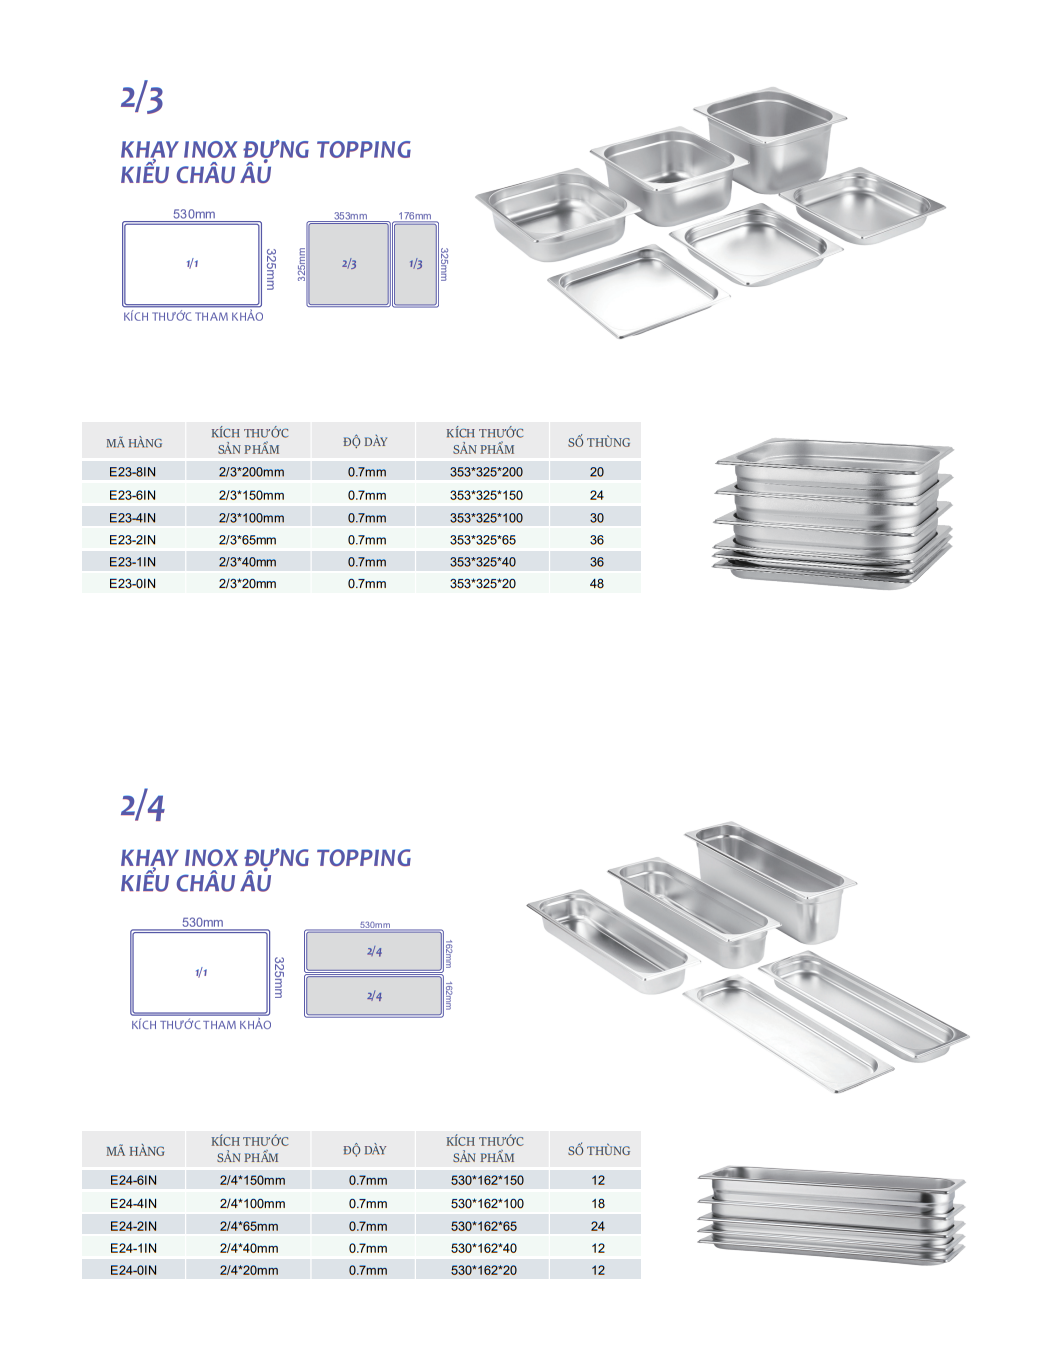 2/3
KHAY INOX ĐỰNG TOPPING
KIỂU CHÂU ÂU
530mm
353mm 176mm
1/1 325mm 325mm 2/3 1/3 325mm
KÍCH THƯỚC THAM KHẢO
MÃ HÀNG KÍCH THƯỚC SẢN PHẨM ĐỘ DÀY KÍCH THƯỚC SẢN PHẨM SỐ THÙNG
E23-8IN 2/3*200mm 0.7mm 353*325*200 20
E23-6IN 2/3*150mm 0.7mm 353*325*150 24
E23-4IN 2/3*100mm 0.7mm 353*325*100 30
E23-2IN 2/3*65mm 0.7mm 353*325*65 36
E23-1IN 2/3*40mm 0.7mm 353*325*40 36
E23-0IN 2/3*20mm 0.7mm 353*325*20 48
2/4
KHAY INOX ĐỰNG TOPPING
KIỂU CHÂU ÂU
530mm 530mm
2/4 162mm
1/1 325mm
2/4 162mm
KÍCH THƯỚC THAM KHẢO
MÃ HÀNG KÍCH THƯỚC SẢN PHẨM ĐỘ DÀY KÍCH THƯỚC SẢN PHẨM SỐ THÙNG
E24-6IN 2/4*150mm 0.7mm 530*162*150 12
E24-4IN 2/4*100mm 0.7mm 530*162*100 18
E24-2IN 2/4*65mm 0.7mm 530*162*65 24
E24-1IN 2/4*40mm 0.7mm 530*162*40 12
E24-0IN 2/4*20mm 0.7mm 530*162*20 12